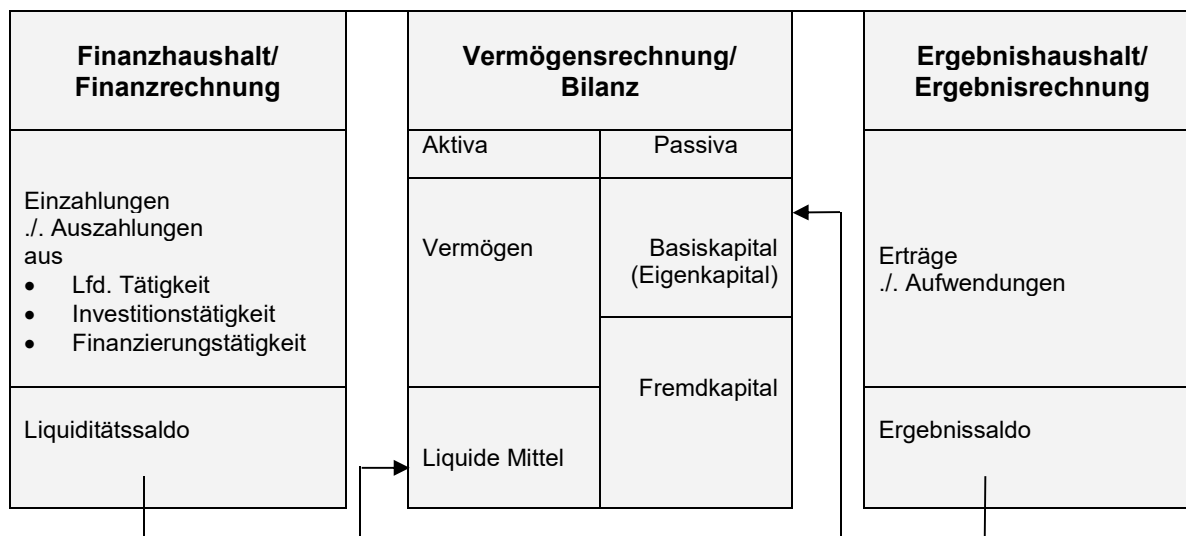 Finanzhaushalt/
Finanzrechnung
Einzahlungen
./. Auszahlungen
aus
• Lfd. Tätigkeit
• Investitionstätigkeit
• Finanzierungstätigkeit
Liquiditätssaldo
Vermögensrechnung/
Bilanz
Aktiva
Passiva
Vermögen
Basiskapital
(Eigenkapital)
Fremdkapital
Liquide Mittel
Ergebnishaushalt/
Ergebnisrechnung
Erträge
./. Aufwendungen
Ergebnissaldo